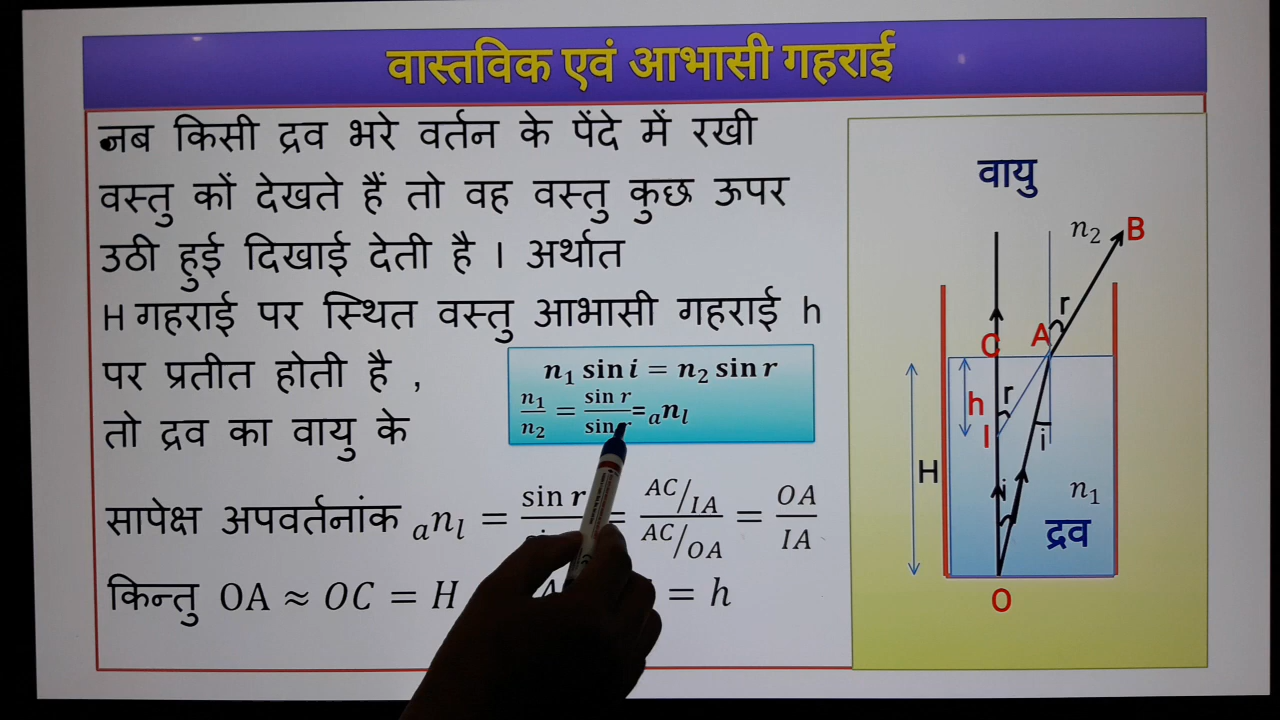 वास्तविक एवं आभासी गहराई
जब किसी द्रव भरे वर्तन के पेंदे में रखी
वस्तु कों देखते हैं तो वह वस्तु कुछ ऊपर
उठी हुई दिखाई देती है । अर्थात
H गहराई पर स्थित वस्तु आभासी गहराई h
पर प्रतीत होती है ,
तो द्रव का वायु के
n₁ sin i = n₂ sin r
n₁/n₂ = sin r/sin = ₐnₗ
सापेक्ष अपवर्तनांक ₐnₗ = sin r = (AC/IA)/(AC/OA) = OA/IA
किन्तु OA ≈ OC = H = h
वायु
n₂ B
r
C A
h r
I i
H
i n₁
द्रव
O